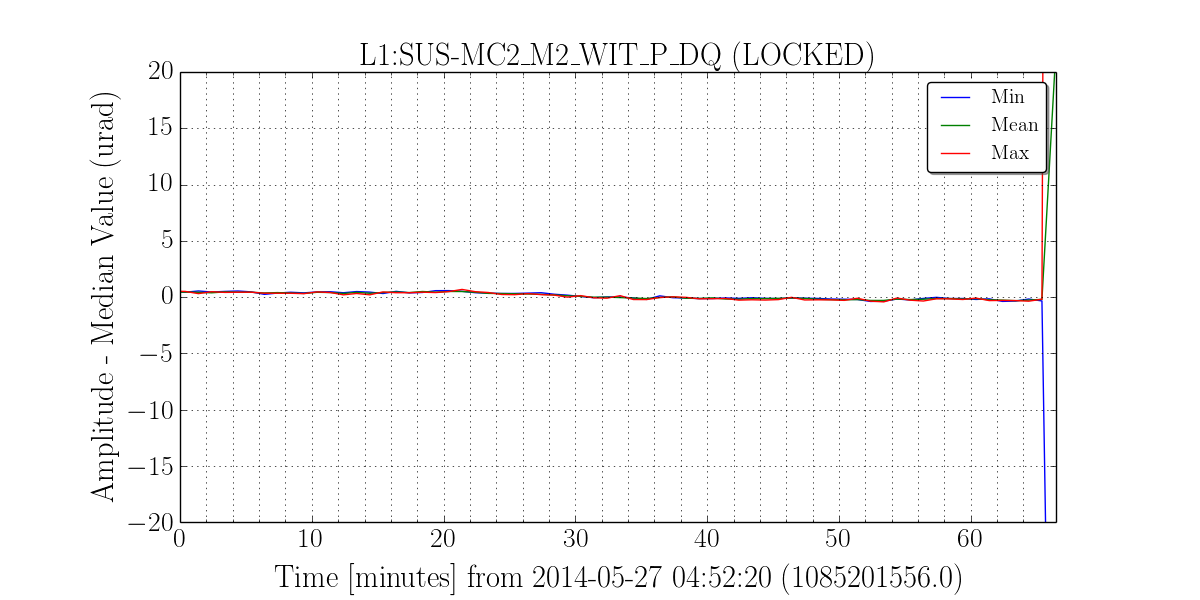 L1:SUS-MC2_M2_WIT_P_DQ (LOCKED)
Amplitude - Median Value (urad)
20
15
10
5
0
−5
−10
−15
−20
Min
Mean
Max
0 10 20 30 40 50 60
Time [minutes] from 2014-05-27 04:52:20 (1085201556.0)